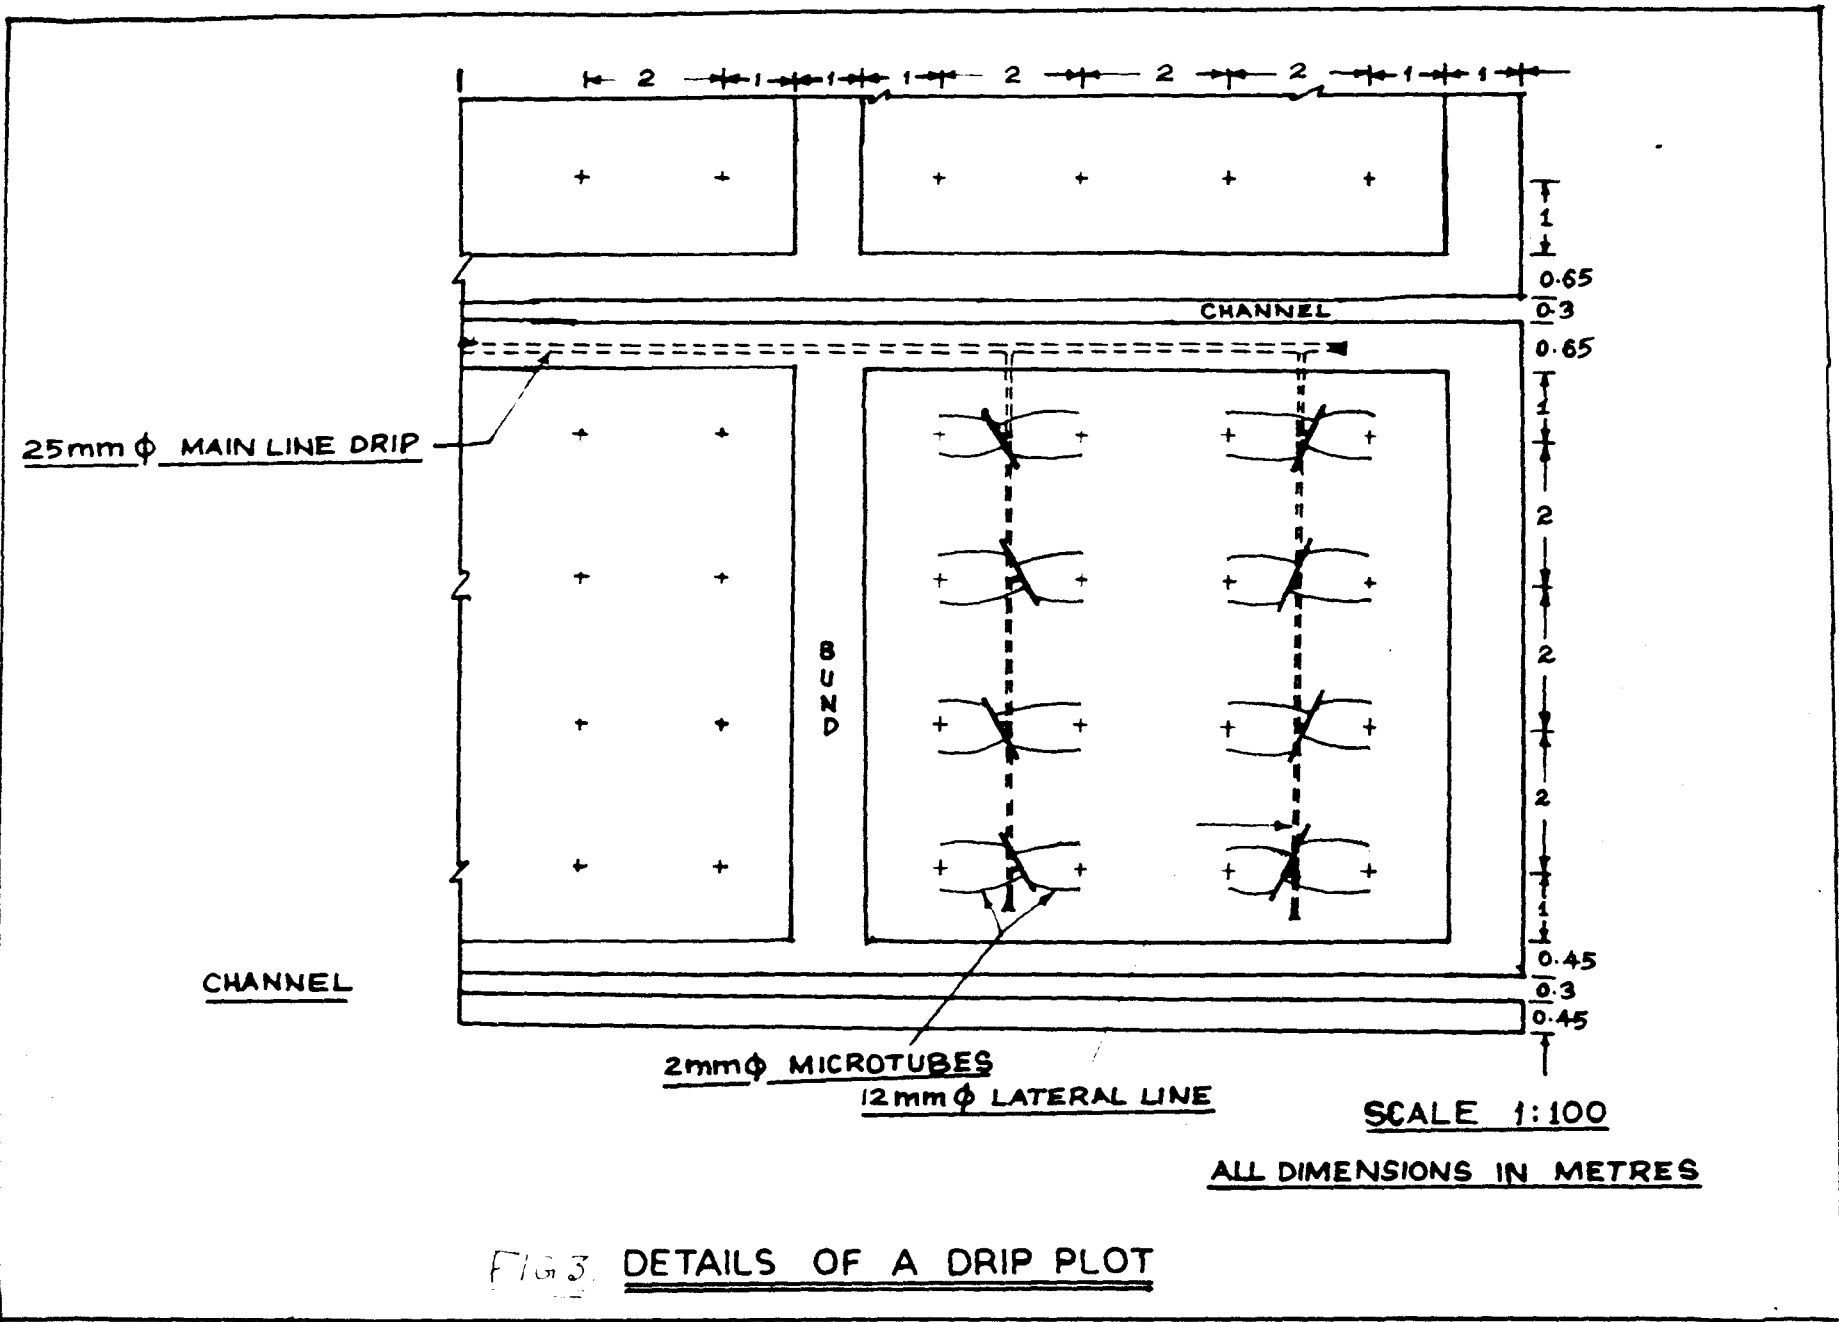 2 1 1 1 2 2 2 1 1
1
0.65
CHANNEL
0.3
0.65
25mm ϕ MAIN LINE DRIP
1
2
2
BUND
2
1
0.45
CHANNEL
0.3
0.45
2mm ϕ MICROTUBES
12mm ϕ LATERAL LINE
SCALE 1:100
ALL DIMENSIONS IN METRES
FIG 3. DETAILS OF A DRIP PLOT